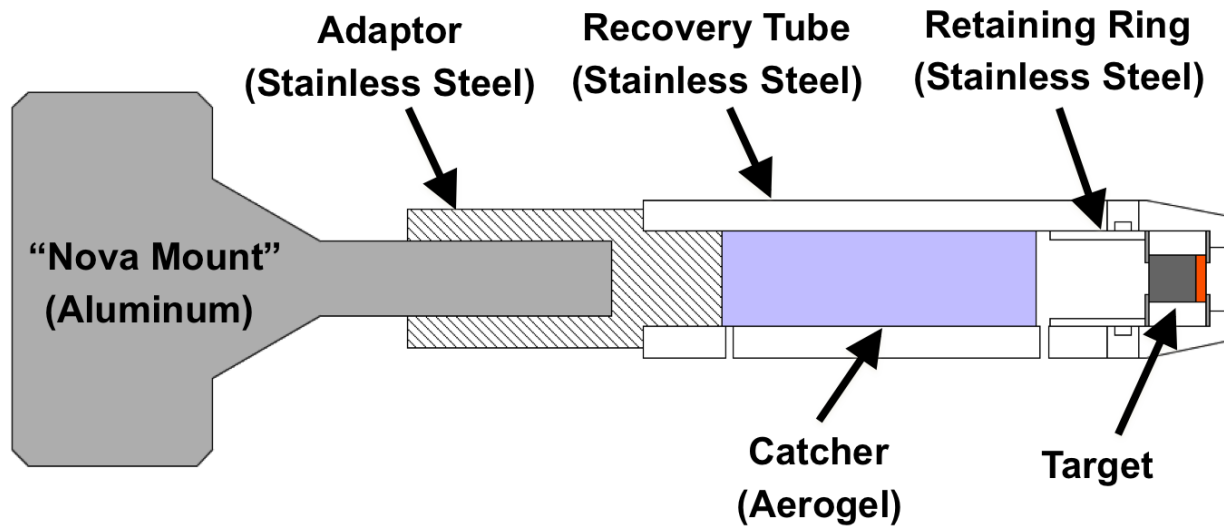 Adaptor
(Stainless Steel)
Recovery Tube
(Stainless Steel)
Retaining Ring
(Stainless Steel)
“Nova Mount”
(Aluminum)
Catcher
(Aerogel)
Target